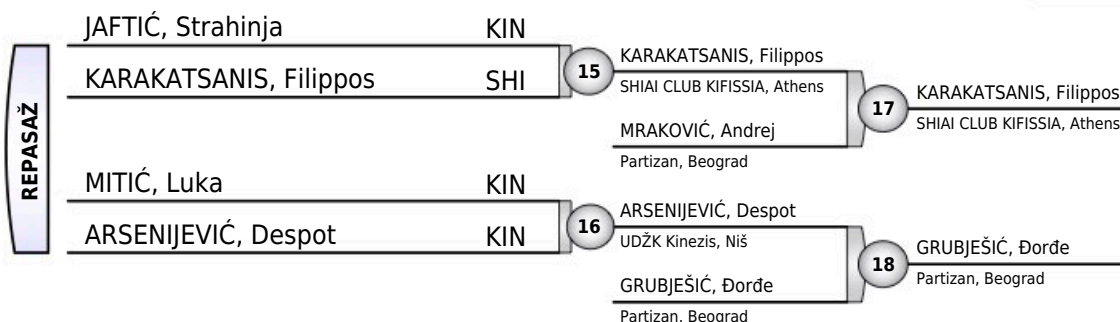 REPASAŽ
JAFTIĆ, Strahinja KIN
KARAKATSANIS, Filippos SHI
15
KARAKATSANIS, Filippos
SHIAI CLUB KIFISSIA, Athens
MRAKOVIĆ, Andrej
Partizan, Beograd
17
KARAKATSANIS, Filippos
SHIAI CLUB KIFISSIA, Athens
MITIĆ, Luka KIN
ARSENIJEVIĆ, Despot KIN
16
ARSENIJEVIĆ, Despot
UDŽK Kinezis, Niš
GRUBJEŠIĆ, Đorđe
Partizan, Beograd
18
GRUBJEŠIĆ, Đorđe
Partizan, Beograd